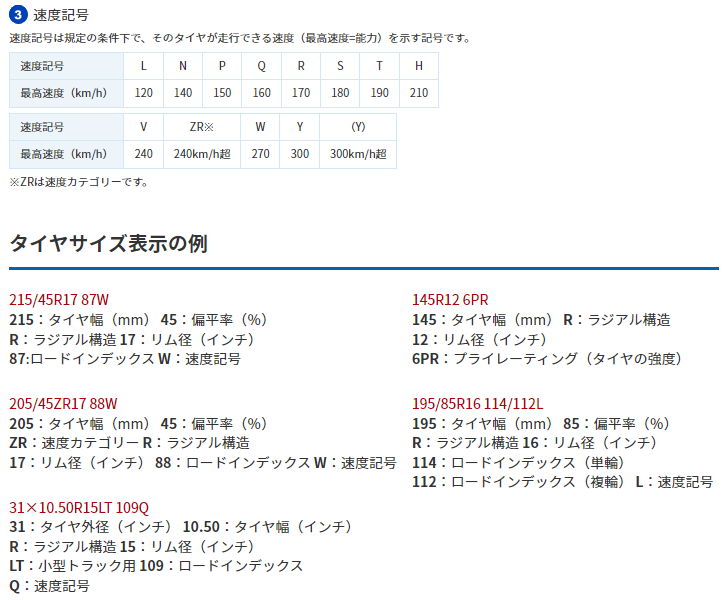 3 速度記号
速度記号は規定の条件下で、そのタイヤが走行できる速度（最高速度=能力）を示す記号です。
速度記号 L N P Q R S T H
最高速度（km/h） 120 140 150 160 170 180 190 210
速度記号 V ZR※ W Y （Y）
最高速度（km/h） 240 240km/h超 270 300 300km/h超
※ZRは速度カテゴリーです。
タイヤサイズ表示の例
215/45R17 87W
215：タイヤ幅（mm） 45：偏平率（%）
R：ラジアル構造 17：リム径（インチ）
87:ロードインデックス W：速度記号
205/45ZR17 88W
205：タイヤ幅（mm） 45：偏平率（%）
ZR：速度カテゴリー R：ラジアル構造
17：リム径（インチ） 88：ロードインデックス W：速度記号
31×10.50R15LT 109Q
31：タイヤ外径（インチ） 10.50：タイヤ幅（インチ）
R：ラジアル構造 15：リム径（インチ）
LT：小型トラック用 109：ロードインデックス
Q：速度記号
145R12 6PR
145：タイヤ幅（mm） R：ラジアル構造
12：リム径（インチ）
6PR：プライレーティング（タイヤの強度）
195/85R16 114/112L
195：タイヤ幅（mm） 85：偏平率（%）
R：ラジアル構造 16：リム径（インチ）
114：ロードインデックス（単輪）
112：ロードインデックス（複輪） L：速度記号